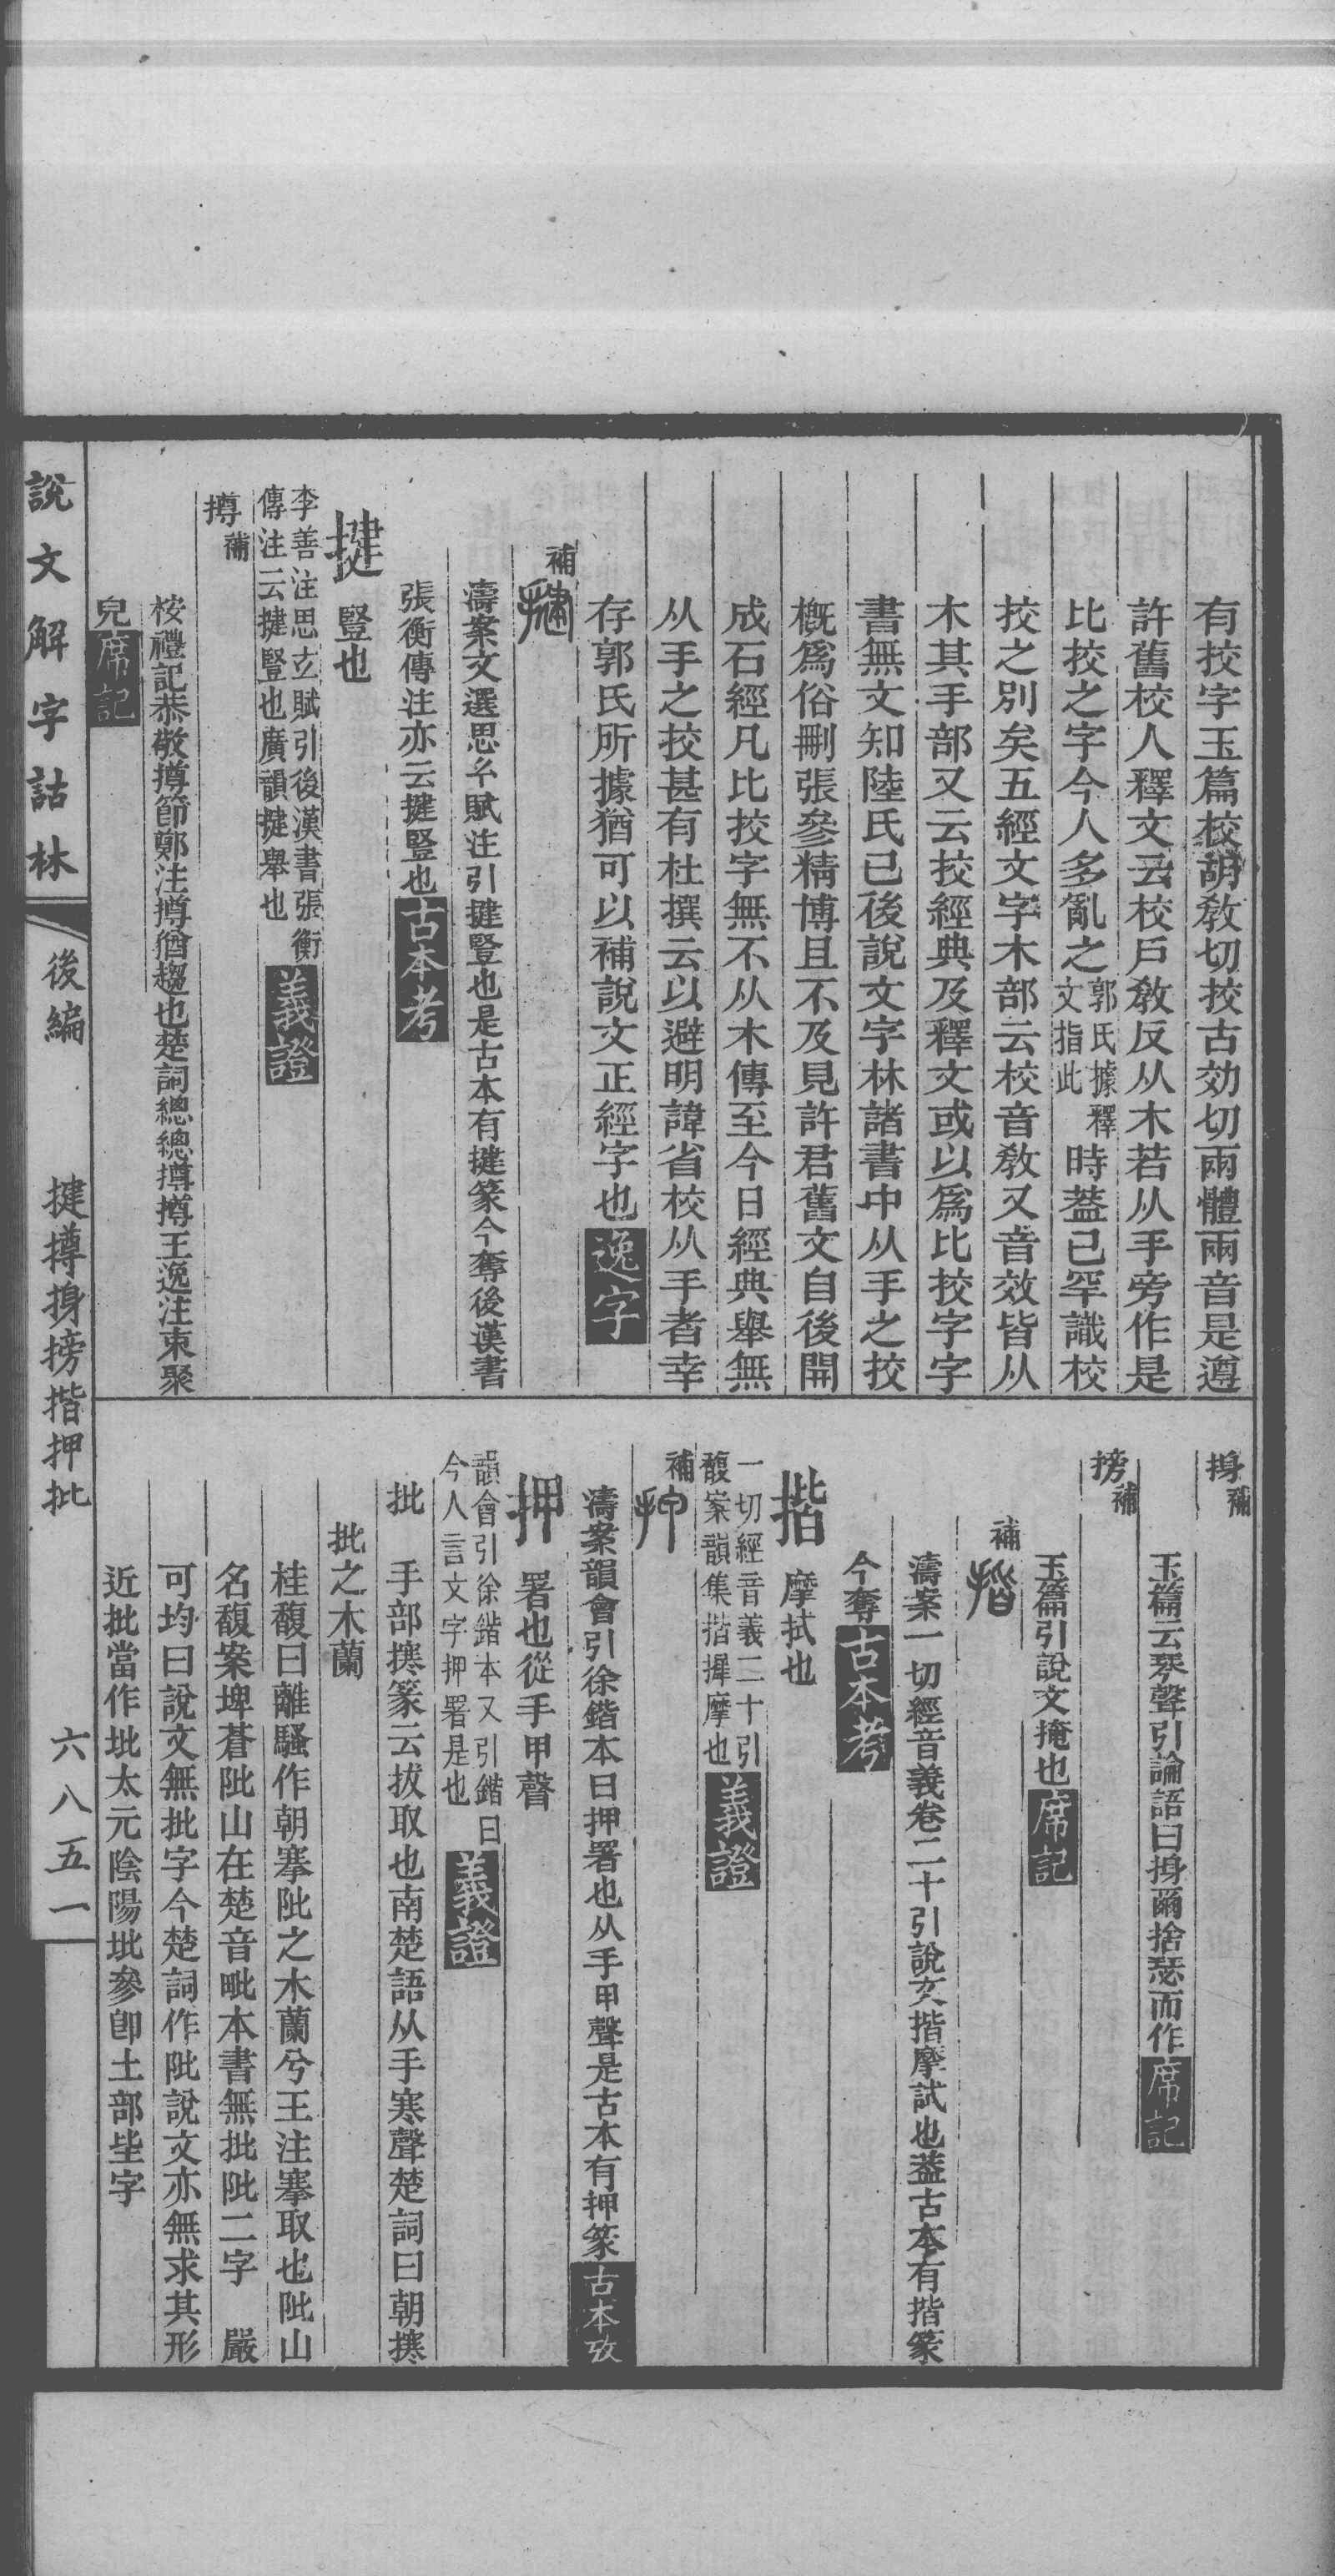 有挍字玉篇校胡教切挍古効切兩體兩音是遵
許舊校人釋文云校戶教反从木若从手旁作是
比挍之字今人多亂之郭氏據釋文指此時蓋已罕識校
挍之別矣五經文字木部云校音教又音效皆从
木其手部又云挍經典及釋文或以爲比挍字字
書無文知陸氏已後說文字林諸書中从手之挍
槪爲俗刪張參精博且不及見許君舊文自後開
成石經凡比挍字無不从木傳至今日經典舉無
从手之挍甚有杜撰云以避明諱省校从手者幸
存郭氏所據猶可以補說文正經字也逸字
補
濤案文選思玄賦注引揵豎也是古本有揵篆今奪後漢書
張衡傳注亦云揵豎也古本考
揵 豎也
李善注思玄賦引後漢書張衡
傳注云揵豎也廣韻揵舉也義證
撙補
桉禮記恭敬撙節鄭注撙猶趨也楚詞總總撙撙王逸注束聚
皃席記
挣補
玉篇云琴聲引論語曰挣爾捨瑟而作席記
搒補
玉篇引說文掩也席記
補
濤案一切經音義卷二十引說文揩摩試也葢古本有揩篆
今奪古本考
揩 摩拭也
一切經音義二十引
馥案韻集揩摩也義證
補
濤案韻會引徐鍇本曰押署也从手甲聲是古本有押篆古本攷
押 署也從手甲聲
韻會引徐鍇本又引鍇曰
今人言文字押署是也義證
批 手部攓篆云拔取也南楚語从手寒聲楚詞曰朝攓
批之木蘭
桂馥曰離騷作朝搴阰之木蘭兮王注搴取也阰山
名馥案埤蒼阰山在楚音毗本書無批阰二字 嚴
可均曰說文無批字今楚詞作阰說文亦無求其形
近批當作坒太元陰陽坒參卽土部坒字
說文解字詁林
後編 揵撙挣搒揩押批
六八五一